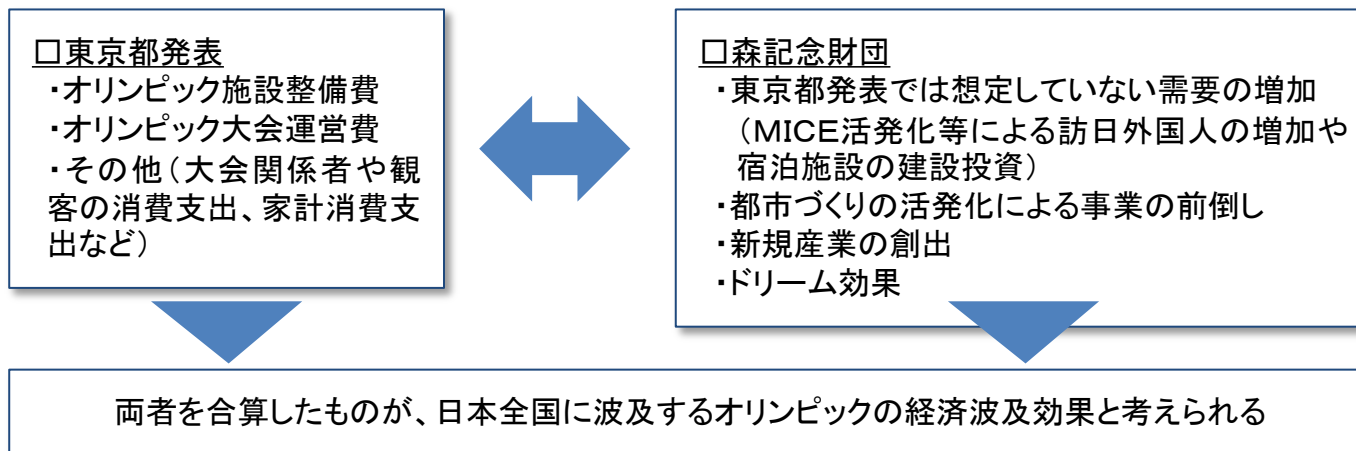 □東京都発表
・オリンピック施設整備費
・オリンピック大会運営費
・その他(大会関係者や観
客の消費支出、家計消費支
出など)
□森記念財団
・東京都発表では想定していない需要の増加
(MICE活発化等による訪日外国人の増加や
宿泊施設の建設投資)
・都市づくりの活発化による事業の前倒し
・新規産業の創出
・ドリーム効果
両者を合算したものが、日本全国に波及するオリンピックの経済波及効果と考えられる